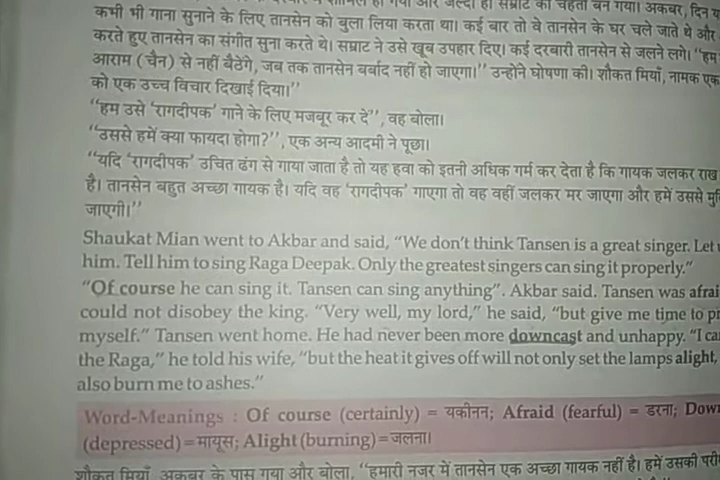 गया और जल्दी ही सम्राट का चहेता बन गया। अकबर, दिन
कभी भी गाना सुनाने के लिए तानसेन को बुला लिया करता था। कई बार तो वे तानसेन के घर चले जाते थे और
करते हुए तानसेन का संगीत सुना करते थे। सम्राट ने उसे खूब उपहार दिए। कई दरबारी तानसेन से जलने लगे। ‘‘हम
आराम (चैन) से नहीं बैठेंगे, जब तक तानसेन बर्बाद नहीं हो जाएगा।’’ उन्होंने घोषणा की। शौकत मियाँ, नामक एक
को एक उच्च विचार दिखाई दिया।’’
‘‘हम उसे ‘रागदीपक’ गाने के लिए मजबूर कर दें’’, वह बोला।
‘‘उससे हमें क्या फायदा होगा?’’, एक अन्य आदमी ने पूछा।
‘‘यदि ‘रागदीपक’ उचित ढंग से गाया जाता है तो यह हवा को इतनी अधिक गर्म कर देता है कि गायक जलकर राख
है। तानसेन बहुत अच्छा गायक है। यदि वह ‘रागदीपक’ गाएगा तो वह वहीं जलकर मर जाएगा और हमें उससे
जाएगी।’’
Shaukat Mian went to Akbar and said, “We don’t think Tansen is a great singer. Let
him. Tell him to sing Raga Deepak. Only the greatest singers can sing it properly.”
“Of course he can sing it. Tansen can sing anything”. Akbar said. Tansen was afrai
could not disobey the king. “Very well, my lord,” he said, “but give me time to
myself.” Tansen went home. He had never been more downcast and unhappy. “I ca
the Raga,” he told his wife, “but the heat it gives off will not only set the lamps alight,
also burn me to ashes.”
Word-Meanings : Of course (certainly) = यकीनन; Afraid (fearful) = डरना; Dow
(depressed) = मायूस; Alight (burning) = जलना।
शौकत मियाँ, अकबर के पास गया और बोला, ‘‘हमारी नजर में तानसेन एक अच्छा गायक नहीं है। हमें उसकी